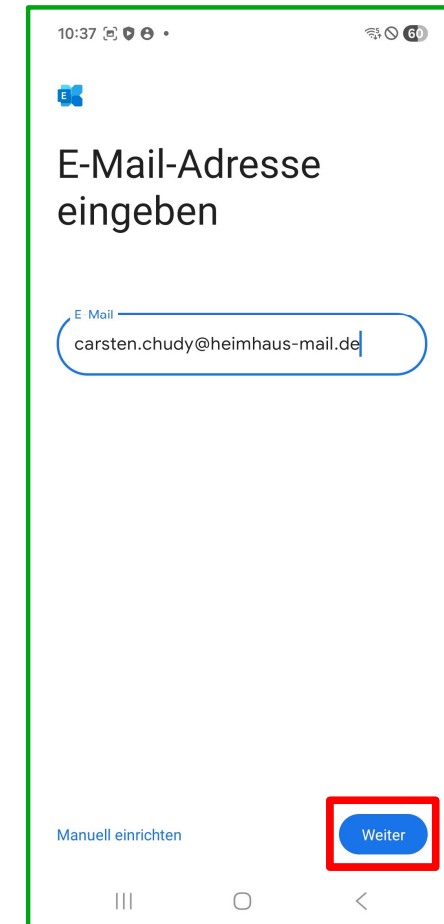 10:37
60
E
E-Mail-Adresse
eingeben
E-Mail
carsten.chudy@heimhaus-mail.de
Manuell einrichten
Weiter